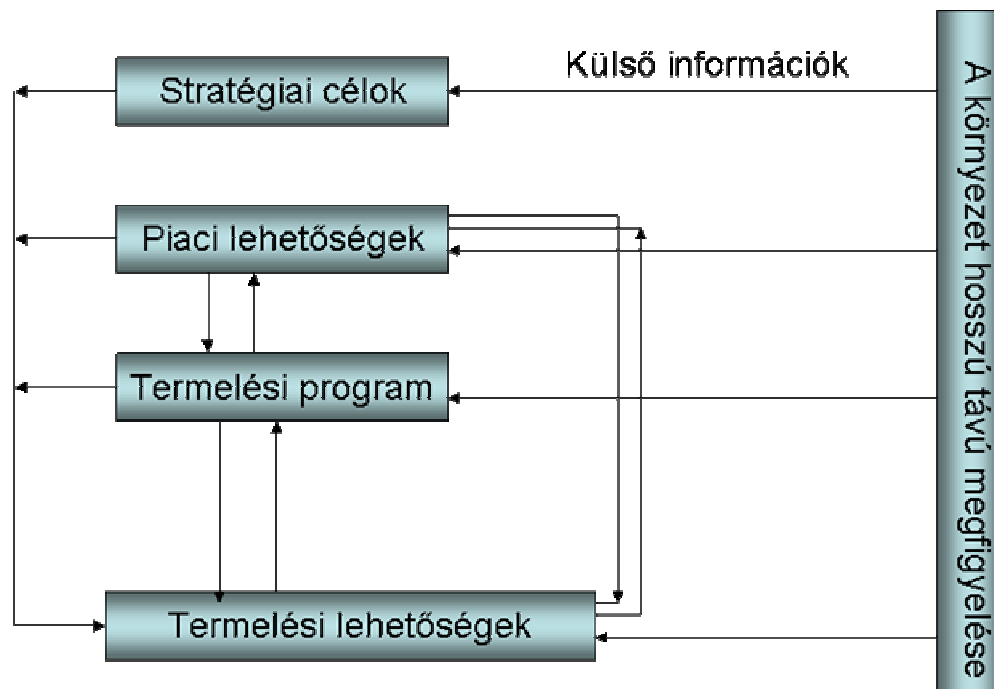 Külső információk
Stratégiai célok
Piaci lehetőségek
Termelési program
Termelési lehetőségek
A környezet hosszú távú megfigyelése